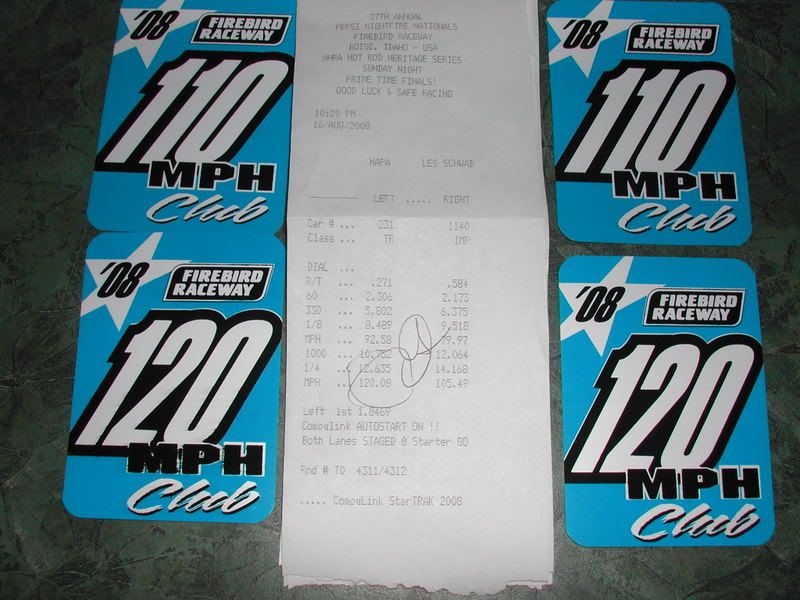 '08 FIREBIRD RACEWAY
110
MPH
Club
'08 FIREBIRD RACEWAY
120
MPH
Club
37TH ANNUAL
PEPSI NIGHTFIRE NATIONALS
FIREBIRD RACEWAY
BOISE, IDAHO - USA
NHRA HOT ROD HERITAGE SERIES
SUNDAY NIGHT
PRIME TIME FINALS!
GOOD LUCK & SAFE RACING
10:29 PM
16/AUG/2008
NAPA LES SCHWAB
LEFT ..... RIGHT
Car # ... 231 1140
Class ... TR IMP
DIAL ...
R/T ... .271 .584
60 ... 2.306 2.173
330 ... 5.802 6.375
1/8 ... 8.489 9.518
MPH ... 92.58 79.97
1000 ... 10.752 12.064
1/4 ... 12.635 14.168
MPH ... 120.08 105.49
Left 1st 1.8469
Compulink AUTOSTART ON !!
Both Lanes STAGED @ Starter GO
Rnd # T0 4311/4312
..... CompuLink StarTRAK 2008
'08 FIREBIRD RACEWAY
110
MPH
Club
'08 FIREBIRD RACEWAY
120
MPH
Club